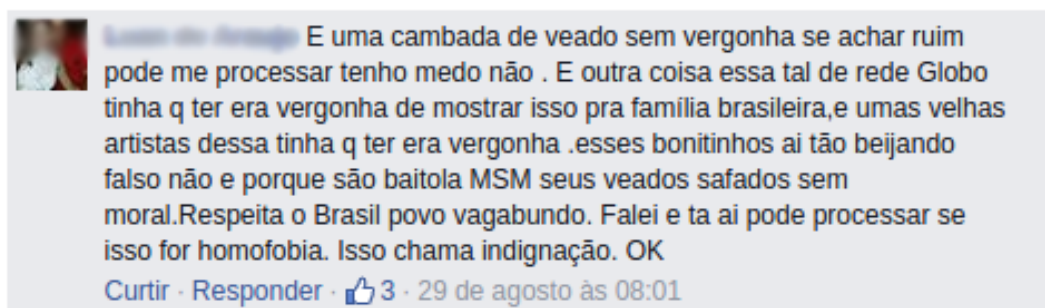 E uma cambada de veado sem vergonha se achar ruim
pode me processar tenho medo não . E outra coisa essa tal de rede Globo
tinha q ter era vergonha de mostrar isso pra família brasileira,e umas velhas
artistas dessa tinha q ter era vergonha .esses bonitinhos ai tão beijando
falso não e porque são baitola MSM seus veados safados sem
moral.Respeita o Brasil povo vagabundo. Falei e ta ai pode processar se
isso for homofobia. Isso chama indignação. OK
Curtir · Responder · 3 · 29 de agosto às 08:01